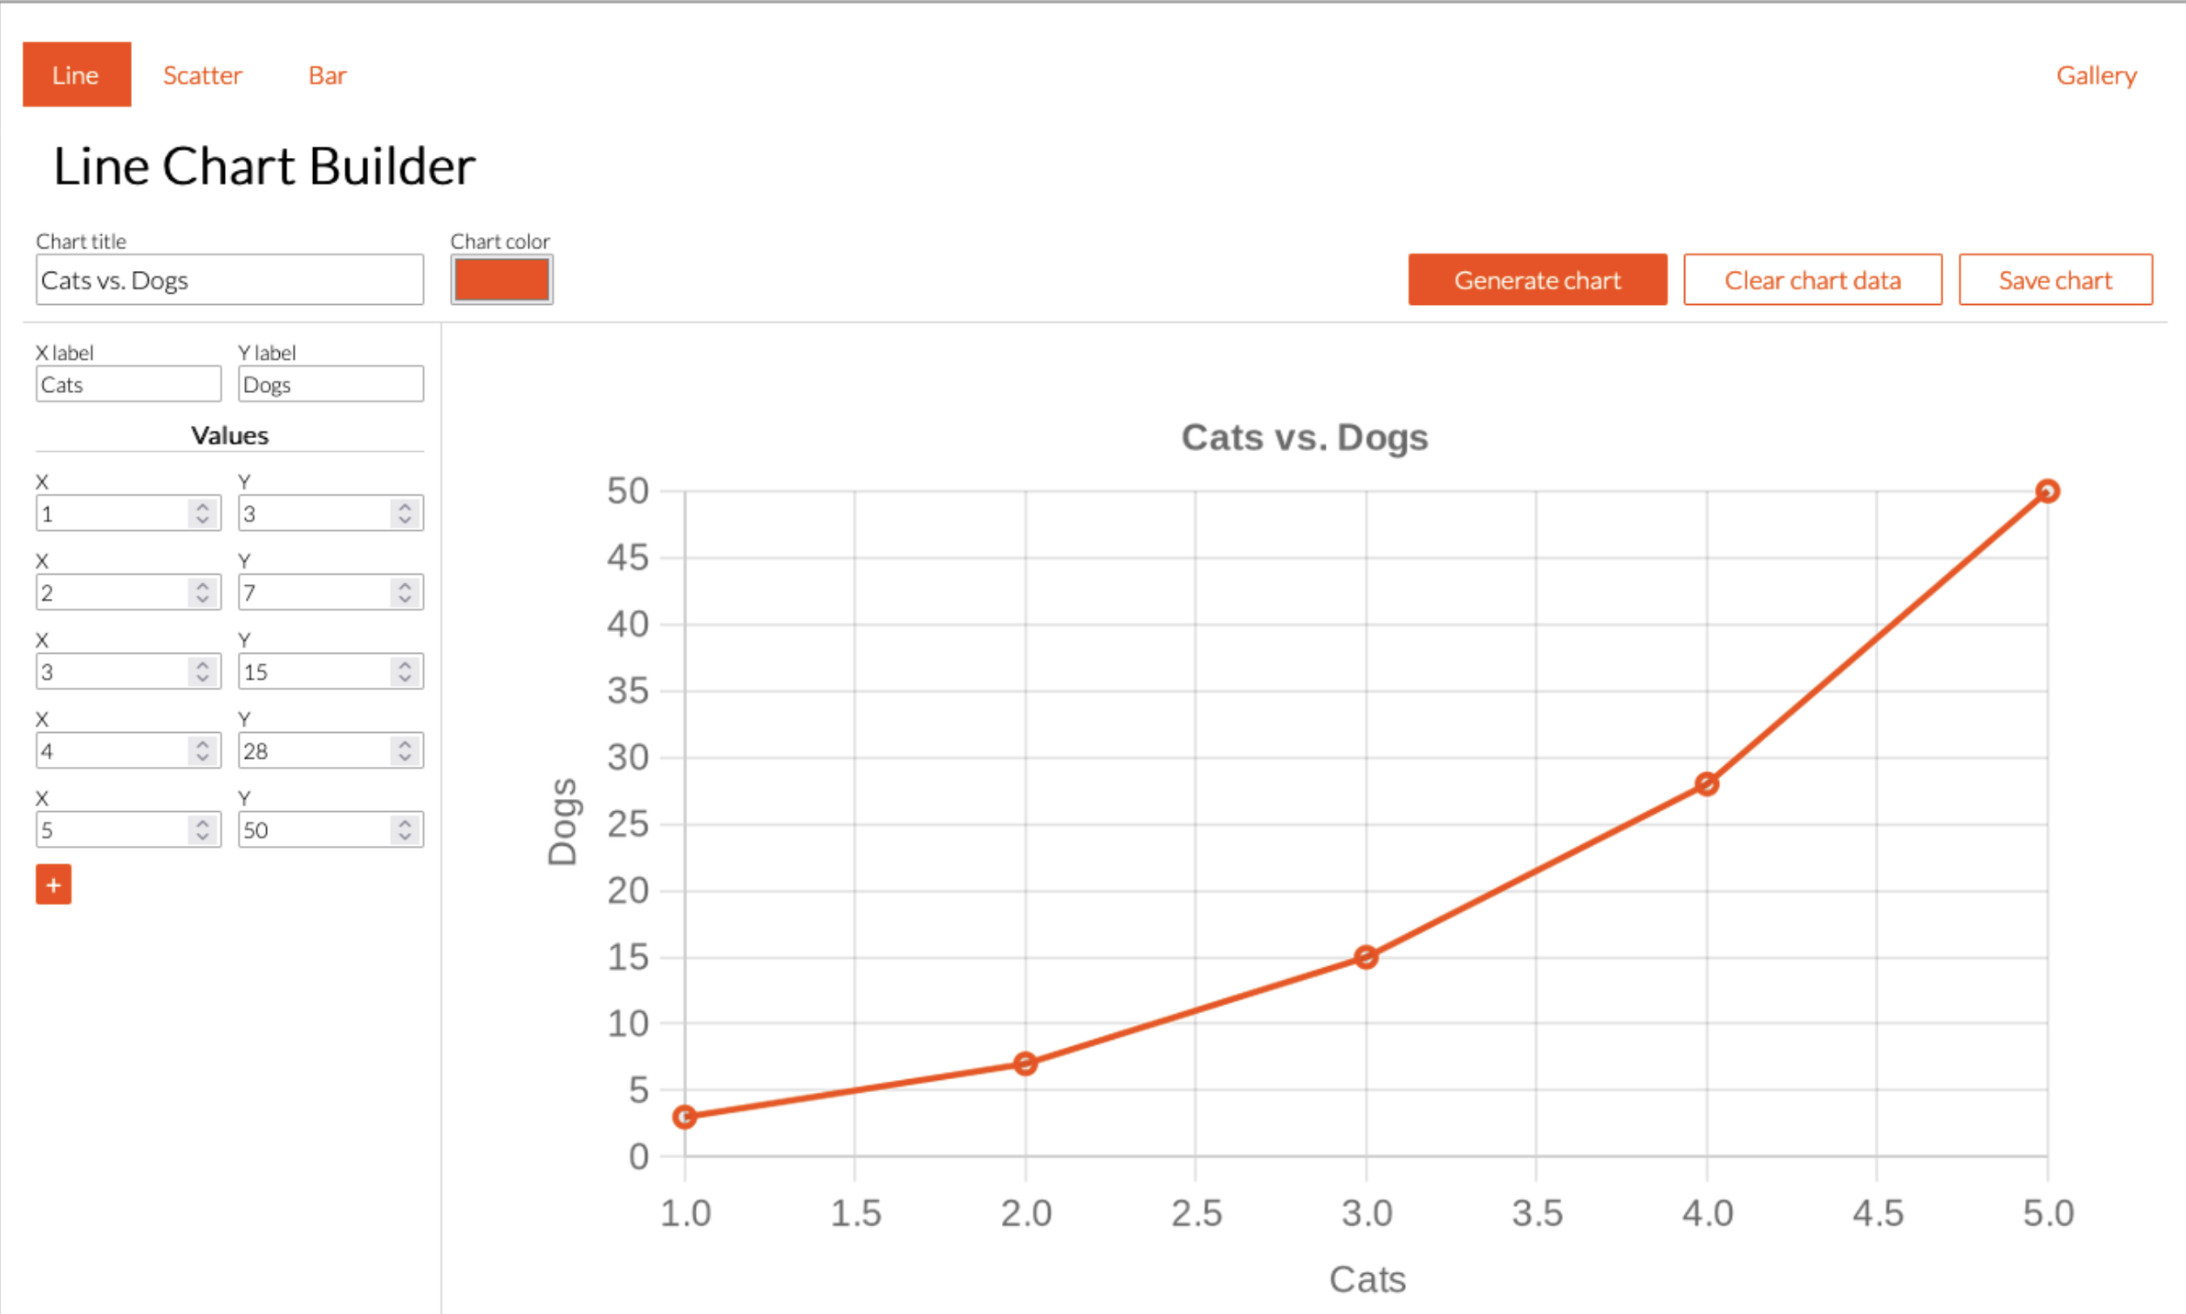 Line Scatter Bar Gallery
Line Chart Builder
Chart title Chart color
Cats vs. Dogs
Generate chart Clear chart data Save chart
X label Y label
Cats Dogs
Values
X Y
1 3
X Y
2 7
X Y
3 15
X Y
4 28
X Y
5 50
+
Cats vs. Dogs
50
45
40
35
30
25
20
15
10
5
0
Dogs
1.0 1.5 2.0 2.5 3.0 3.5 4.0 4.5 5.0
Cats